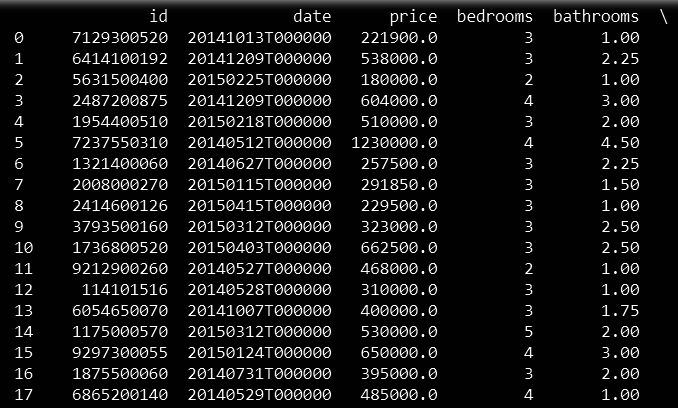 id date price bedrooms bathrooms \
0 7129300520 20141013T000000 221900.0 3 1.00
1 6414100192 20141209T000000 538000.0 3 2.25
2 5631500400 20150225T000000 180000.0 2 1.00
3 2487200875 20141209T000000 604000.0 4 3.00
4 1954400510 20150218T000000 510000.0 3 2.00
5 7237550310 20140512T000000 1230000.0 4 4.50
6 1321400060 20140627T000000 257500.0 3 2.25
7 2008000270 20150115T000000 291850.0 3 1.50
8 2414600126 20150415T000000 229500.0 3 1.00
9 3793500160 20150312T000000 323000.0 3 2.50
10 1736800520 20150403T000000 662500.0 3 2.50
11 9212900260 20140527T000000 468000.0 2 1.00
12 114101516 20140528T000000 310000.0 3 1.00
13 6054650070 20141007T000000 400000.0 3 1.75
14 1175000570 20150312T000000 530000.0 5 2.00
15 9297300055 20150124T000000 650000.0 4 3.00
16 1875500060 20140731T000000 395000.0 3 2.00
17 6865200140 20140529T000000 485000.0 4 1.00